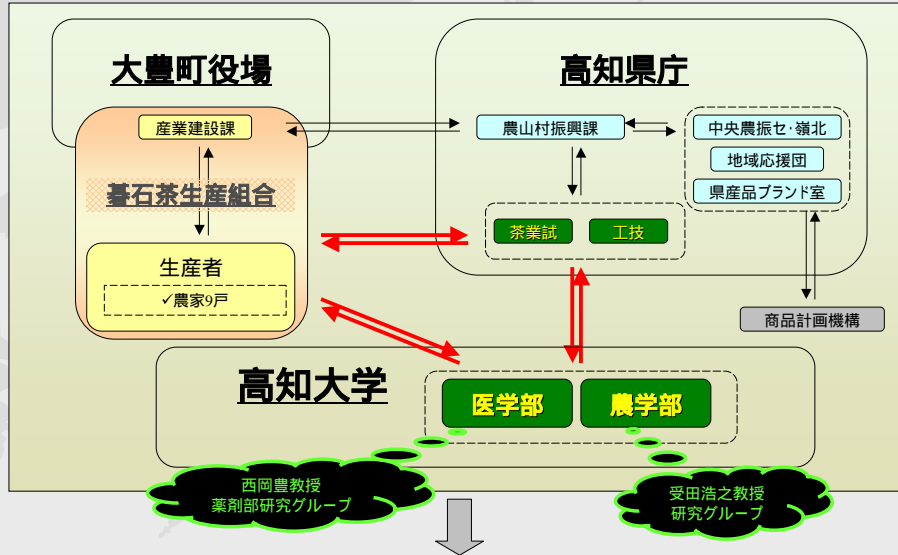 大豊町役場
高知県庁
産業建設課
農山村振興課
中央農振セ・嶺北
地域応援団
県産品ブランド室
碁石茶生産組合
茶業試
工技
生産者
✓農家9戸
商品計画機構
高知大学
医学部
農学部
西岡豊教授
薬剤部研究グループ
受田浩之教授
研究グループ